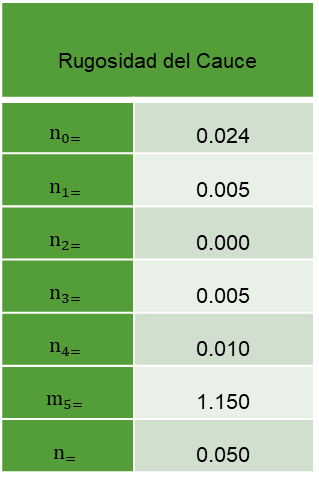 Rugosidad del Cauce
n₀₌ 0.024
n₁₌ 0.005
n₂₌ 0.000
n₃₌ 0.005
n₄₌ 0.010
m₅₌ 1.150
n₌ 0.050